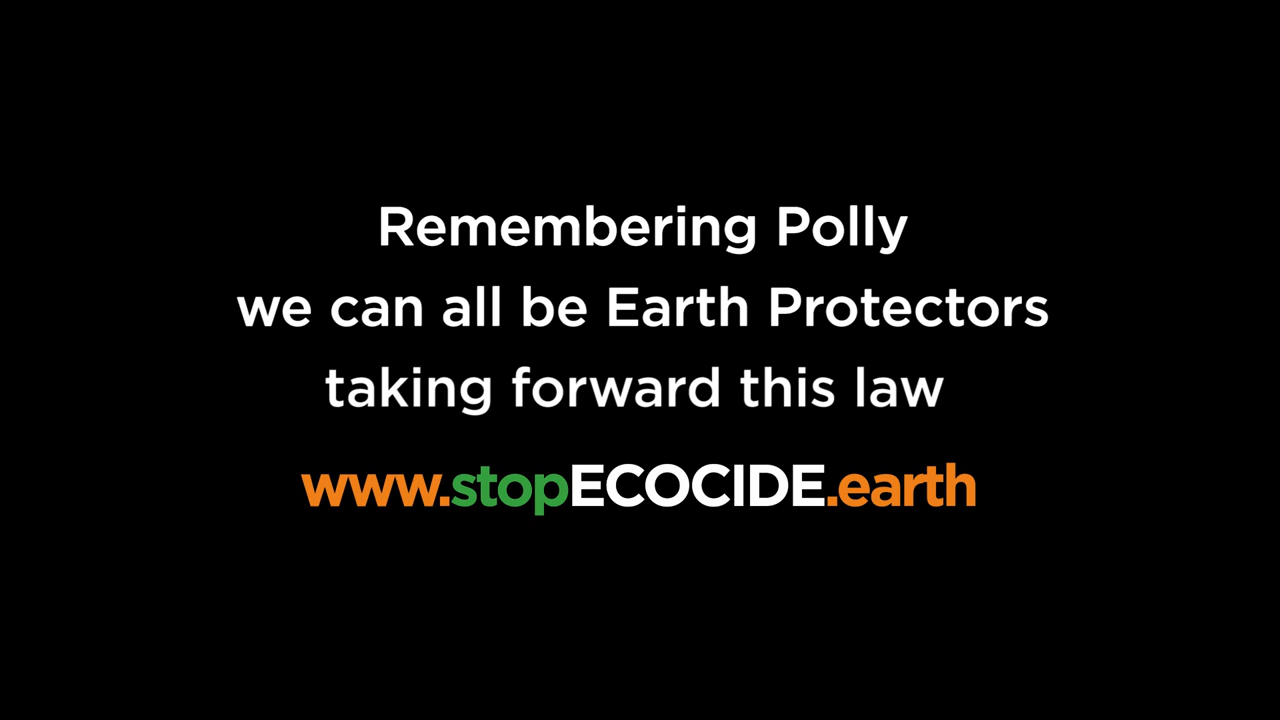 Remembering Polly
we can all be Earth Protectors
taking forward this law
www.stopECOCIDE.earth